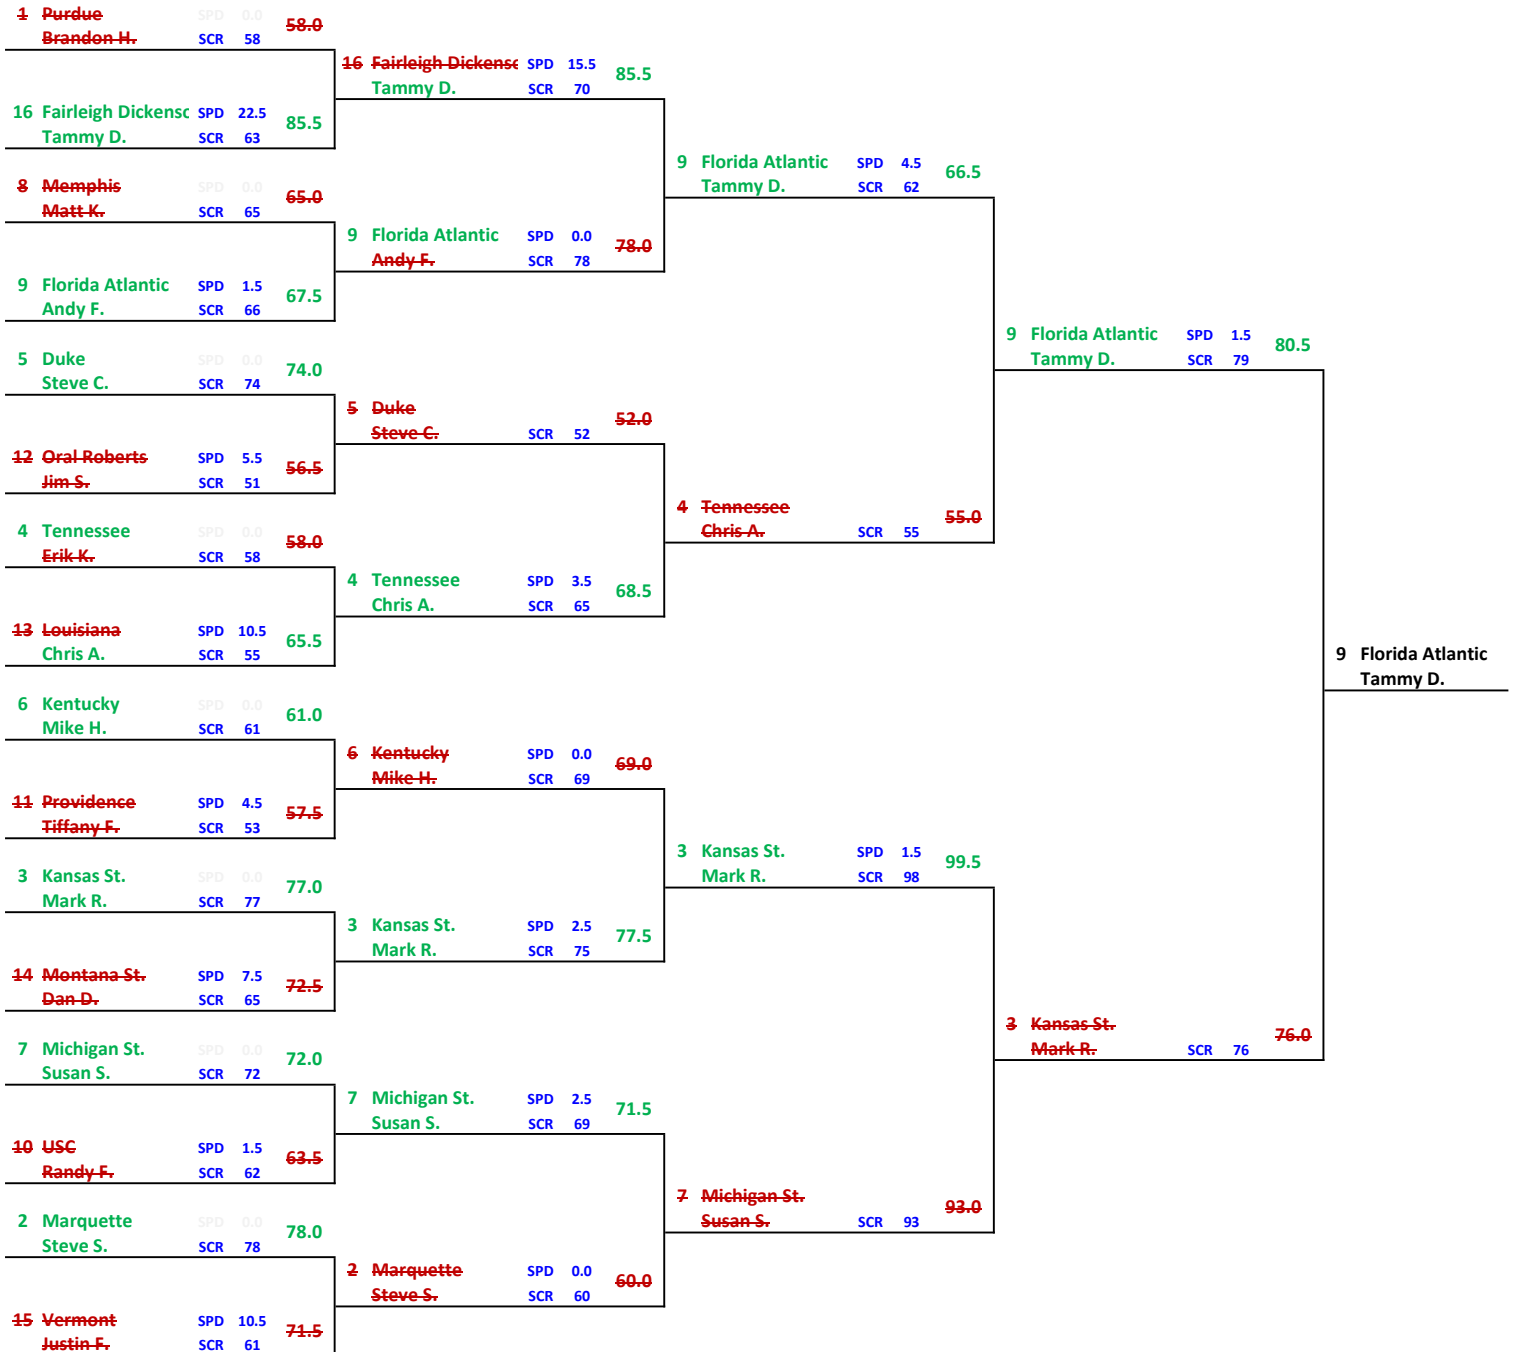 1 Purdue SPD 0.0 58.0
Brandon H. SCR 58
16 Fairleigh Dickensc SPD 22.5 85.5
Tammy D. SCR 63
8 Memphis SPD 0.0 65.0
Matt K. SCR 65
9 Florida Atlantic SPD 1.5 67.5
Andy F. SCR 66
5 Duke SPD 0.0 74.0
Steve C. SCR 74
12 Oral Roberts SPD 5.5 56.5
Jim S. SCR 51
4 Tennessee SPD 0.0 58.0
Erik K. SCR 58
13 Louisiana SPD 10.5 65.5
Chris A. SCR 55
6 Kentucky SPD 0.0 61.0
Mike H. SCR 61
11 Providence SPD 4.5 57.5
Tiffany F. SCR 53
3 Kansas St. SPD 0.0 77.0
Mark R. SCR 77
14 Montana St. SPD 7.5 72.5
Dan D. SCR 65
7 Michigan St. SPD 0.0 72.0
Susan S. SCR 72
10 USC SPD 1.5 63.5
Randy F. SCR 62
2 Marquette SPD 0.0 78.0
Steve S. SCR 78
15 Vermont SPD 10.5 71.5
Justin F. SCR 61
16 Fairleigh Dickensc SPD 15.5 85.5
Tammy D. SCR 70
9 Florida Atlantic SPD 0.0 78.0
Andy F. SCR 78
5 Duke 52.0
Steve C. SCR 52
4 Tennessee SPD 3.5 68.5
Chris A. SCR 65
6 Kentucky SPD 0.0 69.0
Mike H. SCR 69
3 Kansas St. SPD 2.5 77.5
Mark R. SCR 75
7 Michigan St. SPD 2.5 71.5
Susan S. SCR 69
2 Marquette SPD 0.0 60.0
Steve S. SCR 60
9 Florida Atlantic SPD 4.5 66.5
Tammy D. SCR 62
4 Tennessee 55.0
Chris A. SCR 55
3 Kansas St. SPD 1.5 99.5
Mark R. SCR 98
7 Michigan St. 93.0
Susan S. SCR 93
9 Florida Atlantic SPD 1.5 80.5
Tammy D. SCR 79
3 Kansas St. 76.0
Mark R. SCR 76
9 Florida Atlantic
Tammy D.